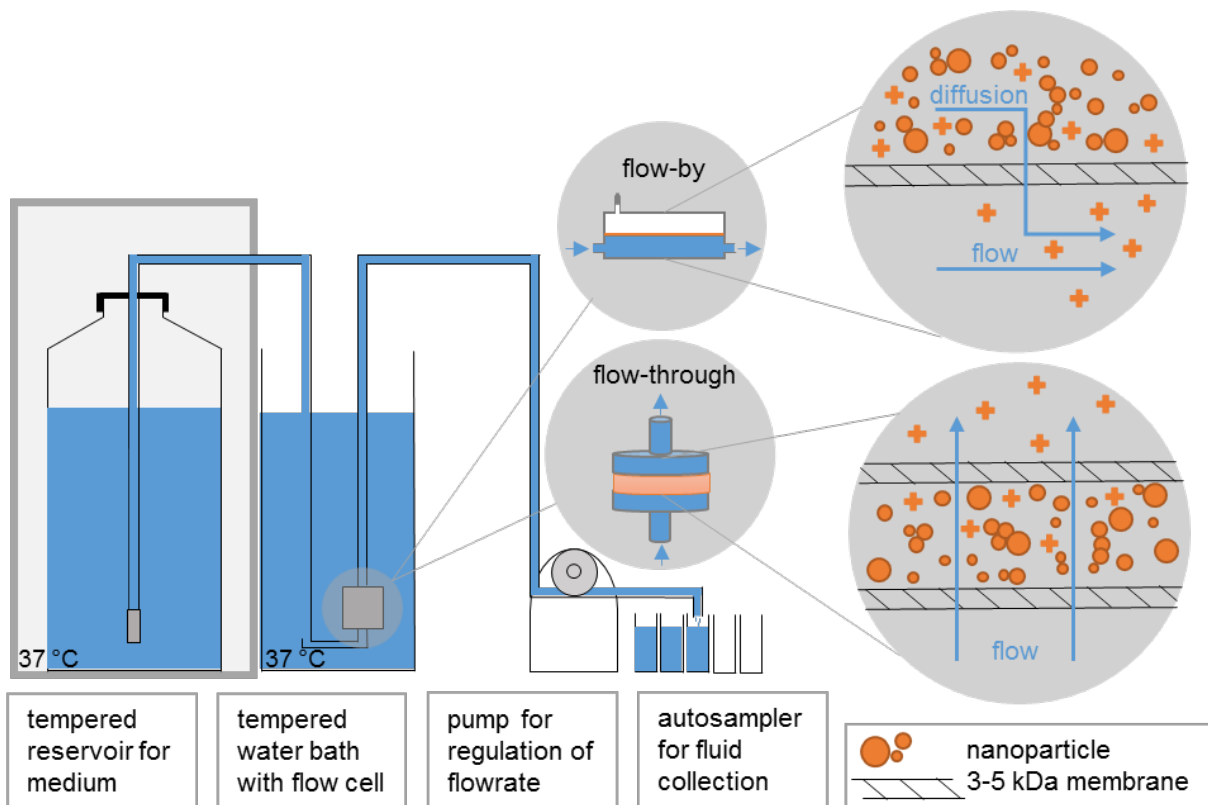 diffusion
flow-by
flow
flow-through
flow
37 °C
37 °C
tempered
reservoir for
medium
tempered
water bath
with flow cell
pump for
regulation of
flowrate
autosampler
for fluid
collection
nanoparticle
3-5 kDa membrane